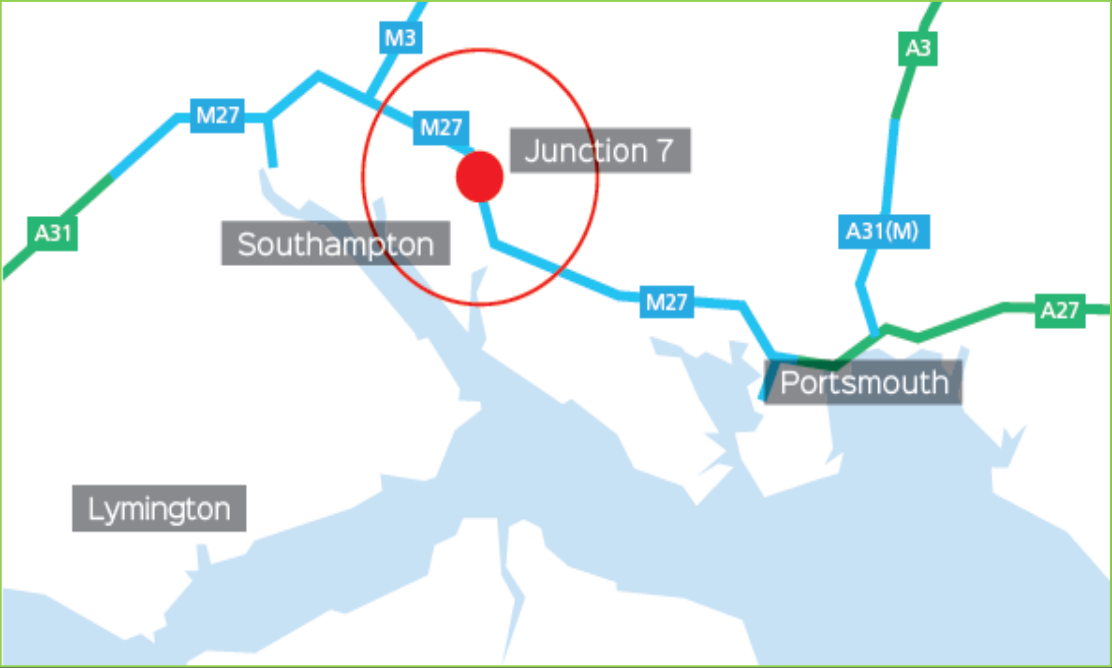 M3
A3
M27
M27
Junction 7
A31
Southampton
A31(M)
M27
A27
Portsmouth
Lymington